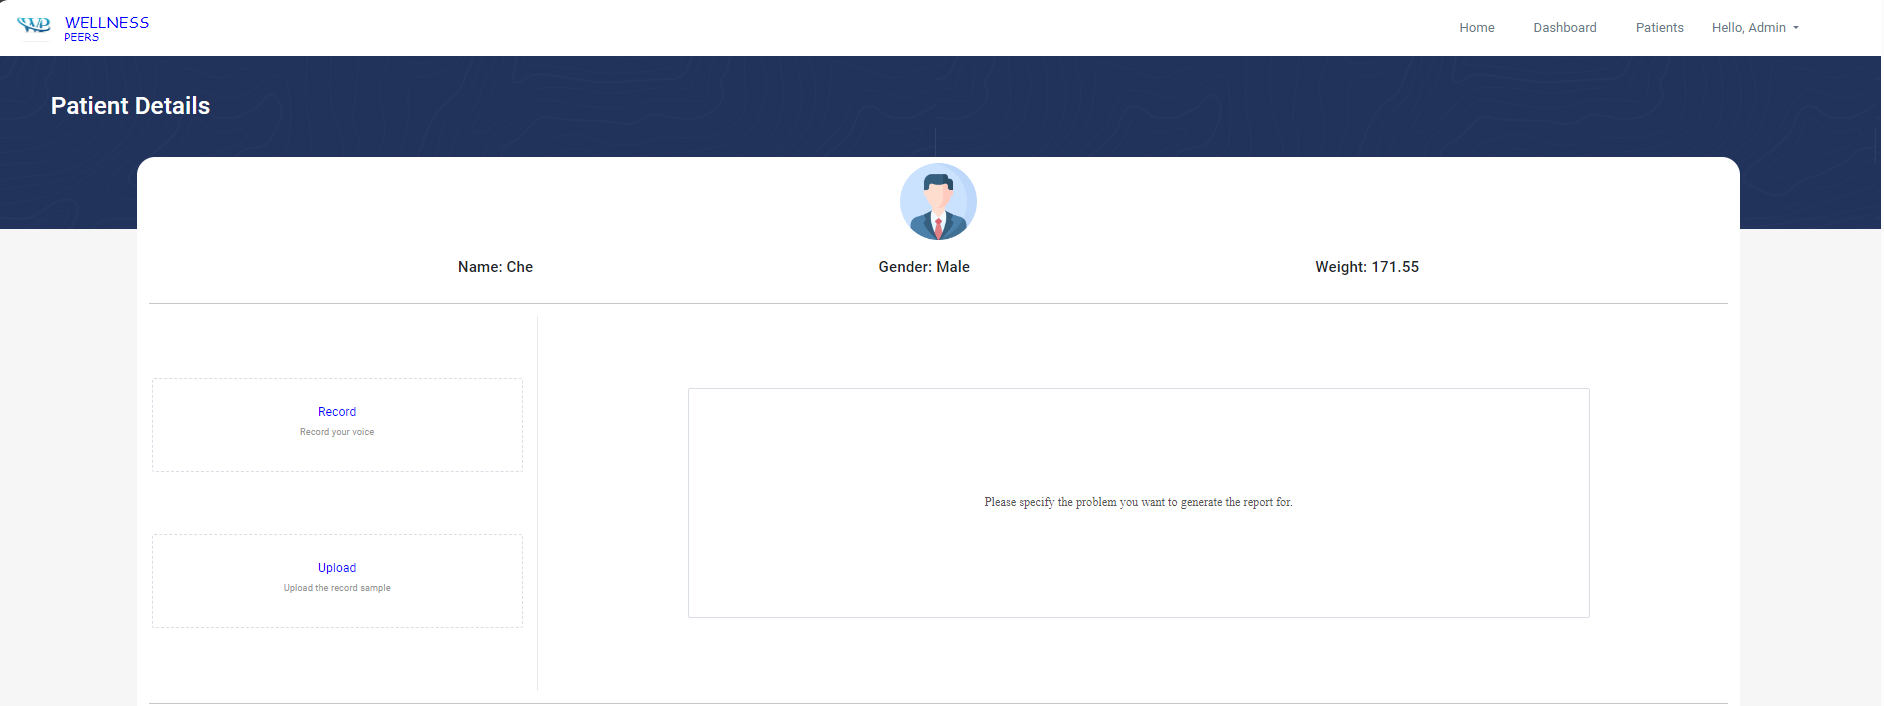 WELLNESS
PEERS
Home Dashboard Patients Hello, Admin
Patient Details
Name: Che Gender: Male Weight: 171.55
Record
Record your voice
Please specify the problem you want to generate the report for.
Upload
Upload the record sample